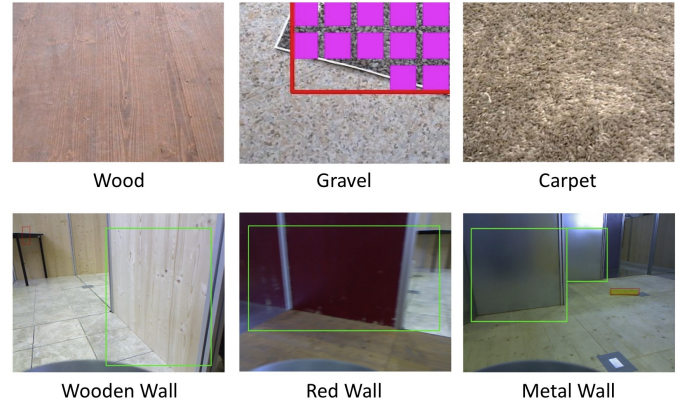 Wood
Gravel
Carpet
Wooden Wall
Red Wall
Metal Wall